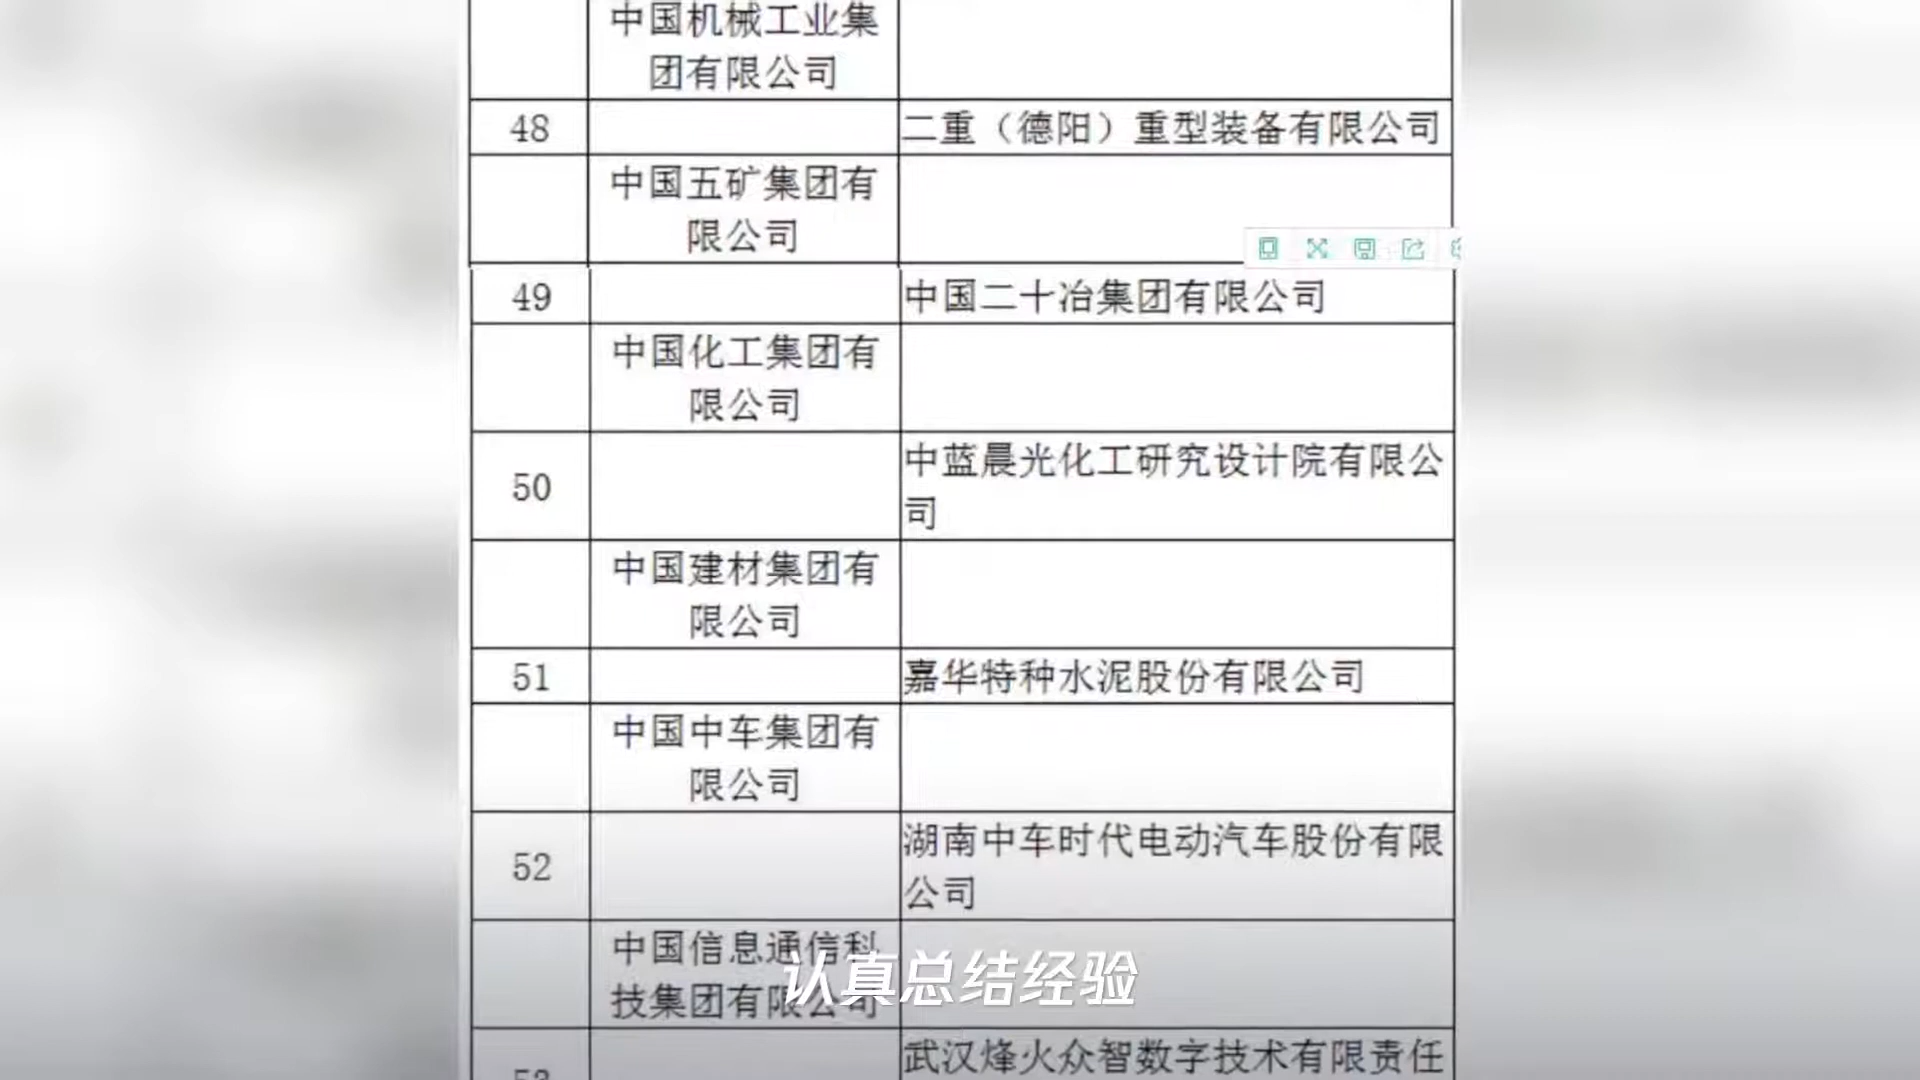 中国机械工业集
团有限公司
48
二重（德阳）重型装备有限公司
中国五矿集团有
限公司
49
中国二十冶集团有限公司
中国化工集团有
限公司
50
中蓝晨光化工研究设计院有限公
司
中国建材集团有
限公司
51
嘉华特种水泥股份有限公司
中国中车集团有
限公司
52
湖南中车时代电动汽车股份有限
公司
中国信息通信科
技集团有限公司
认真总结经验
53
武汉烽火众智数字技术有限责任